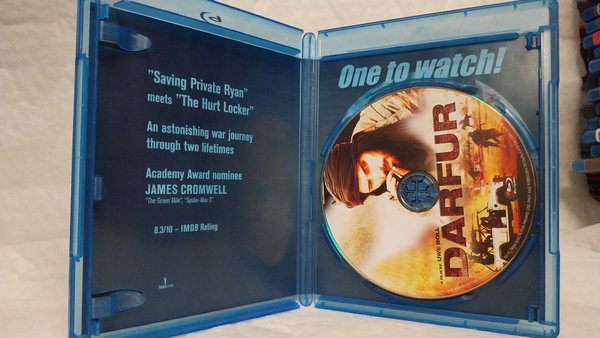 "Saving Private Ryan"
meets "The Hurt Locker"
An astonishing war journey
through two lifetimes
Academy Award nominee
JAMES CROMWELL
"The Green Mile", "Spider-Man 3"
8.3/10 – IMDB Rating
One to watch!
DARFUR
A FILM BY UWE BOLL